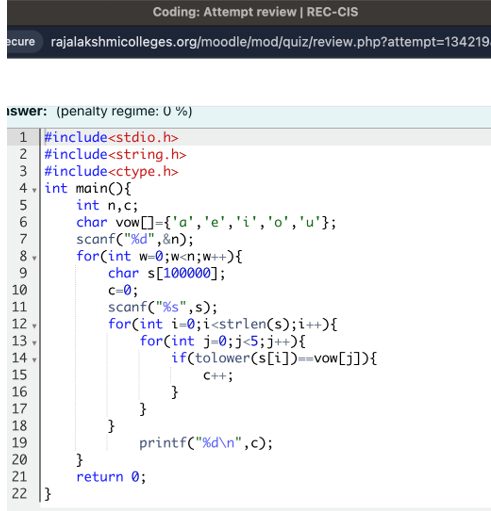 Coding: Attempt review | REC-CIS
ecure rajalakshmicolleges.org/moodle/mod/quiz/review.php?attempt=134219
swer: (penalty regime: 0 %)
1 #include<stdio.h>
2 #include<string.h>
3 #include<ctype.h>
4 int main(){
5     int n,c;
6     char vow[]={'a','e','i','o','u'};
7     scanf("%d",&n);
8     for(int w=0;w<n;w++){
9         char s[100000];
10         c=0;
11         scanf("%s",s);
12         for(int i=0;i<strlen(s);i++){
13             for(int j=0;j<5;j++){
14                 if(tolower(s[i])==vow[j]){
15                     c++;
16                 }
17             }
18         }
19             printf("%d\n",c);
20     }
21     return 0;
22 }